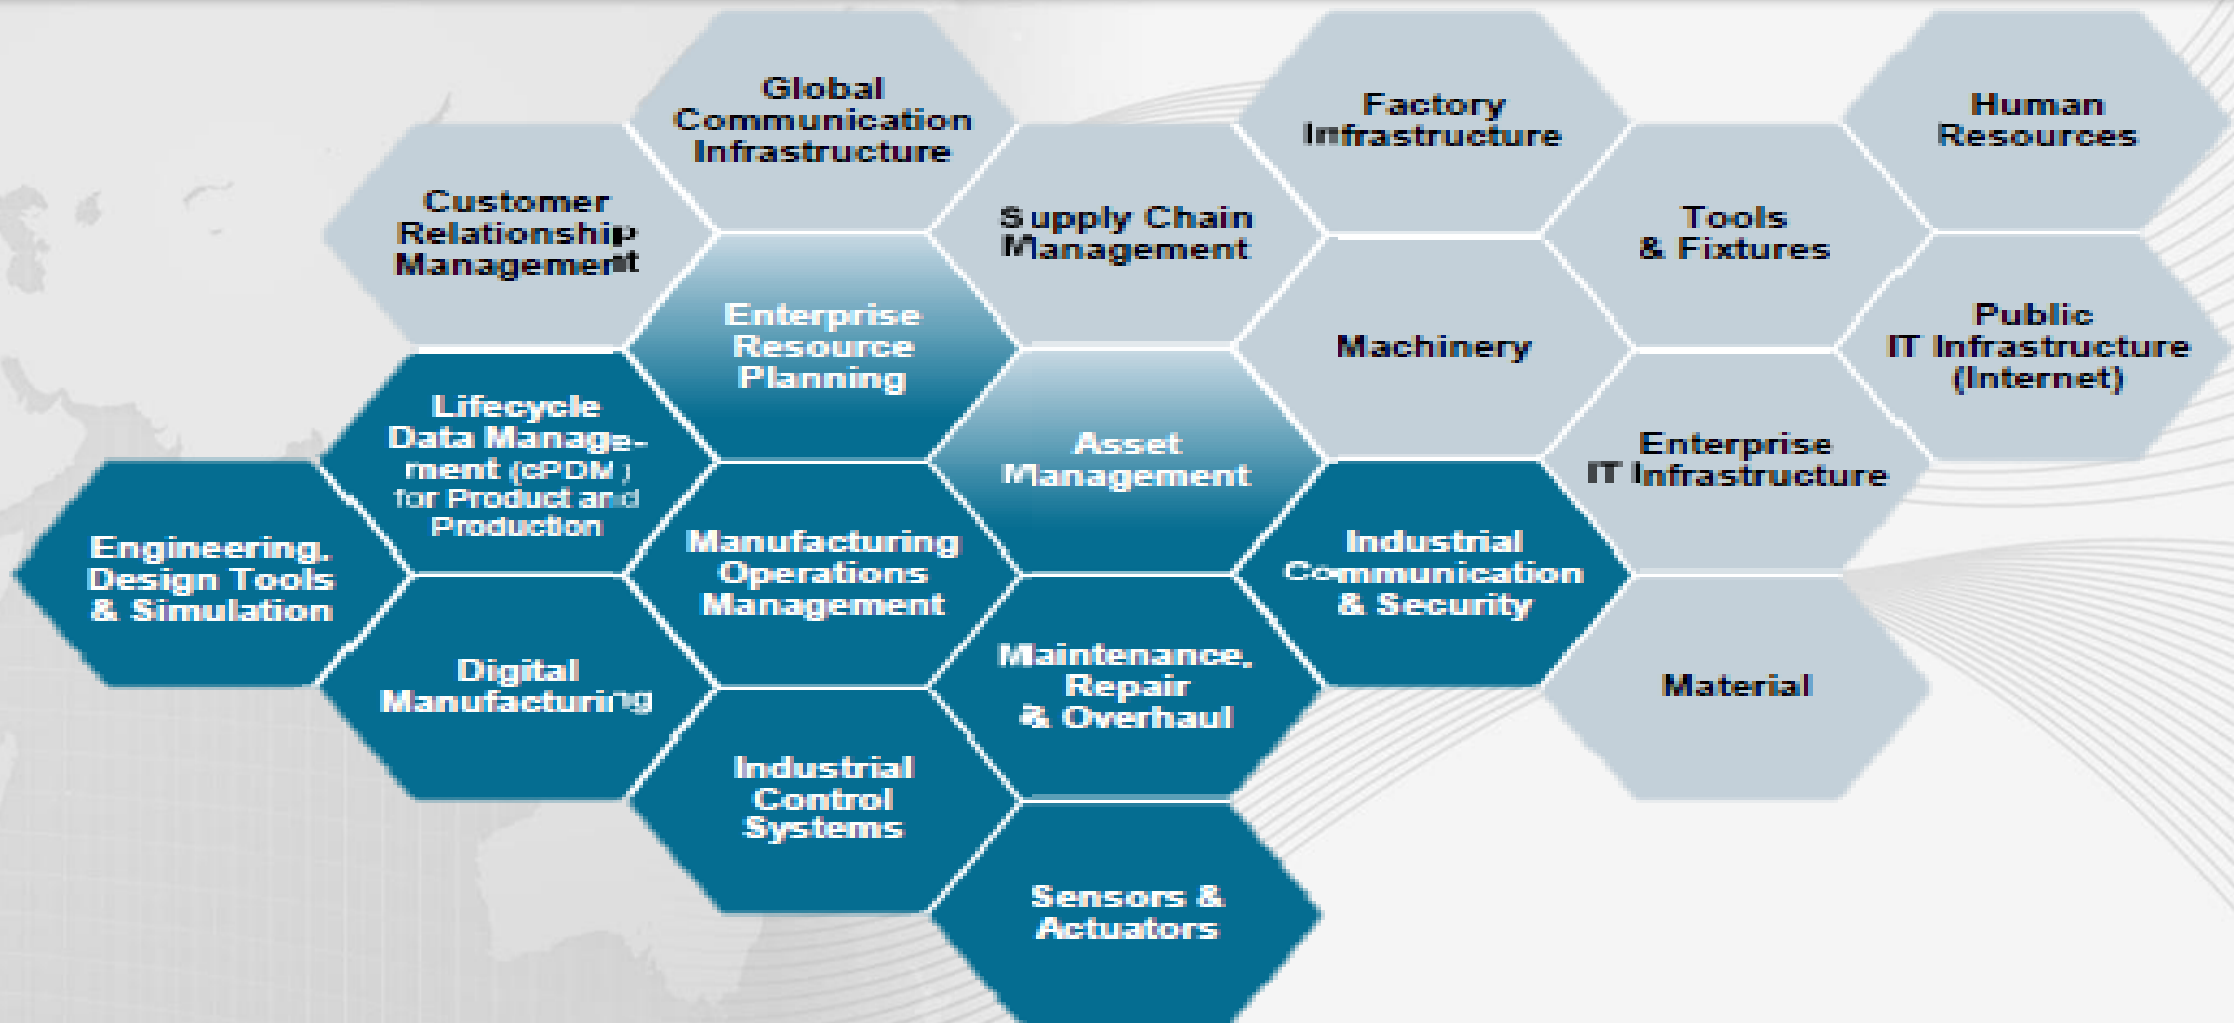 Global
Communication
Infrastructure
Factory
Infrastructure
Human
Resources
Customer
Relationship
Management
Supply Chain
Management
Tools
& Fixtures
Enterprise
Resource
Planning
Machinery
Public
IT Infrastructure
(Internet)
Lifecycle
Data Manage-
ment (cPDM)
for Product and
Production
Asset
Management
Enterprise
IT Infrastructure
Engineering,
Design Tools
& Simulation
Manufacturing
Operations
Management
Industrial
Communication
& Security
Digital
Manufacturing
Maintenance,
Repair
& Overhaul
Material
Industrial
Control
Systems
Sensors &
Actuators